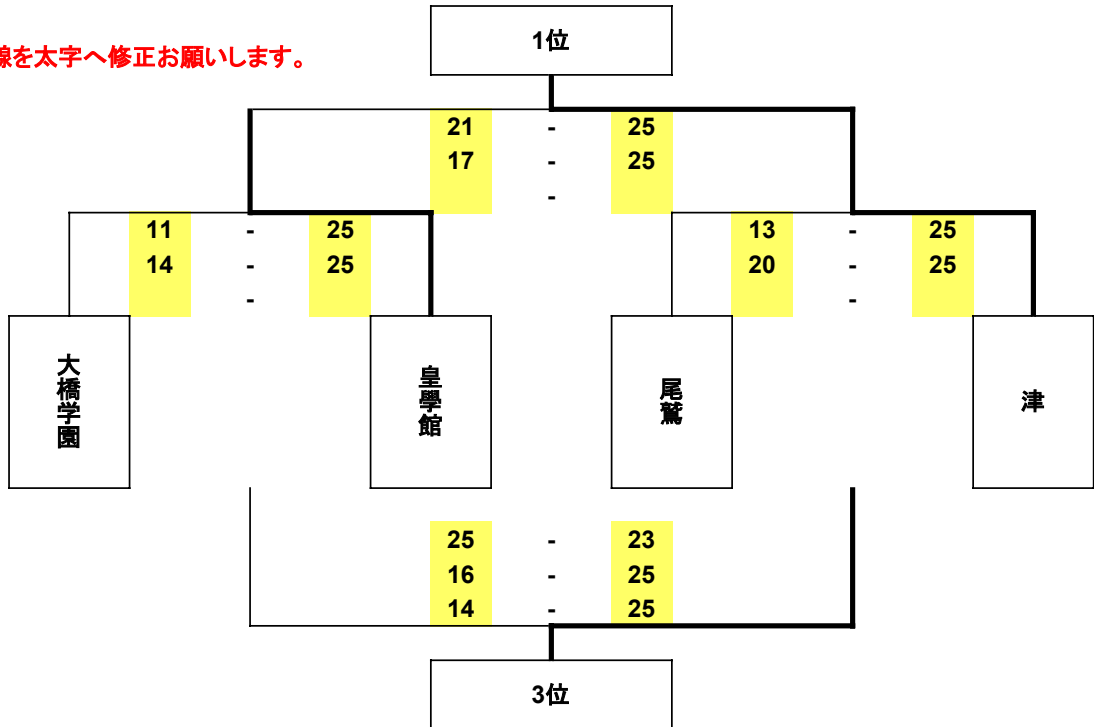 1位
線を太字へ修正お願いします。
21 - 25
17 - 25
-
11 - 25 13 - 25
14 - 25 20 - 25
- -
大橋学園
皇學館
尾鷲
津
25 - 23
16 - 25
14 - 25
3位